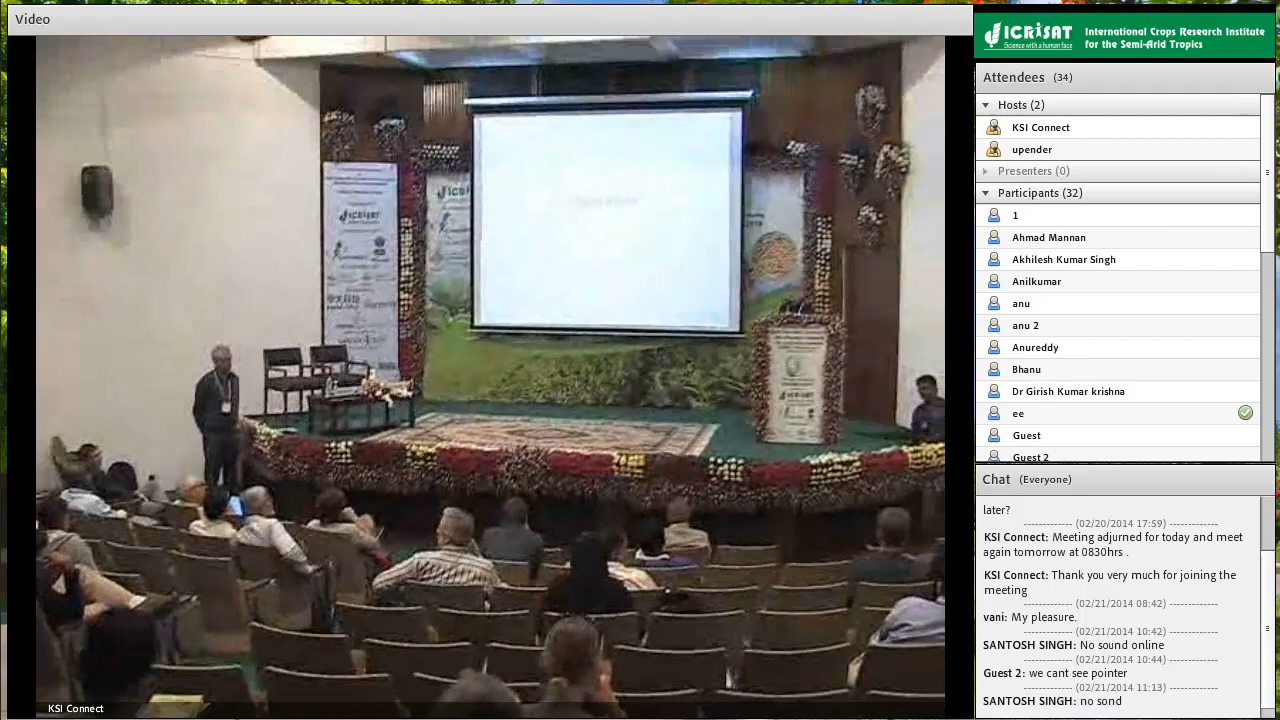 Video
ICRISAT
Science with a human face
International Crops Research Institute
for the Semi-Arid Tropics
Attendees (34)
Hosts (2)
KSI Connect
upender
Presenters (0)
Participants (32)
1
Ahmad Mannan
Akhilesh Kumar Singh
Anilkumar
anu
anu 2
Anureddy
Bhanu
Dr Girish Kumar krishna
ee
Guest
Guest 2
Chat (Everyone)
later?
------------- (02/20/2014 17:59) -------------
KSI Connect: Meeting adjurned for today and meet
again tomorrow at 0830hrs .
KSI Connect: Thank you very much for joining the
meeting
------------- (02/21/2014 08:42) -------------
vani: My pleasure.
------------- (02/21/2014 10:42) -------------
SANTOSH SINGH: No sound online
------------- (02/21/2014 10:44) -------------
Guest 2: we cant see pointer
------------- (02/21/2014 11:13) -------------
SANTOSH SINGH: no sond
ICRISAT
ICRISAT
KSI Connect